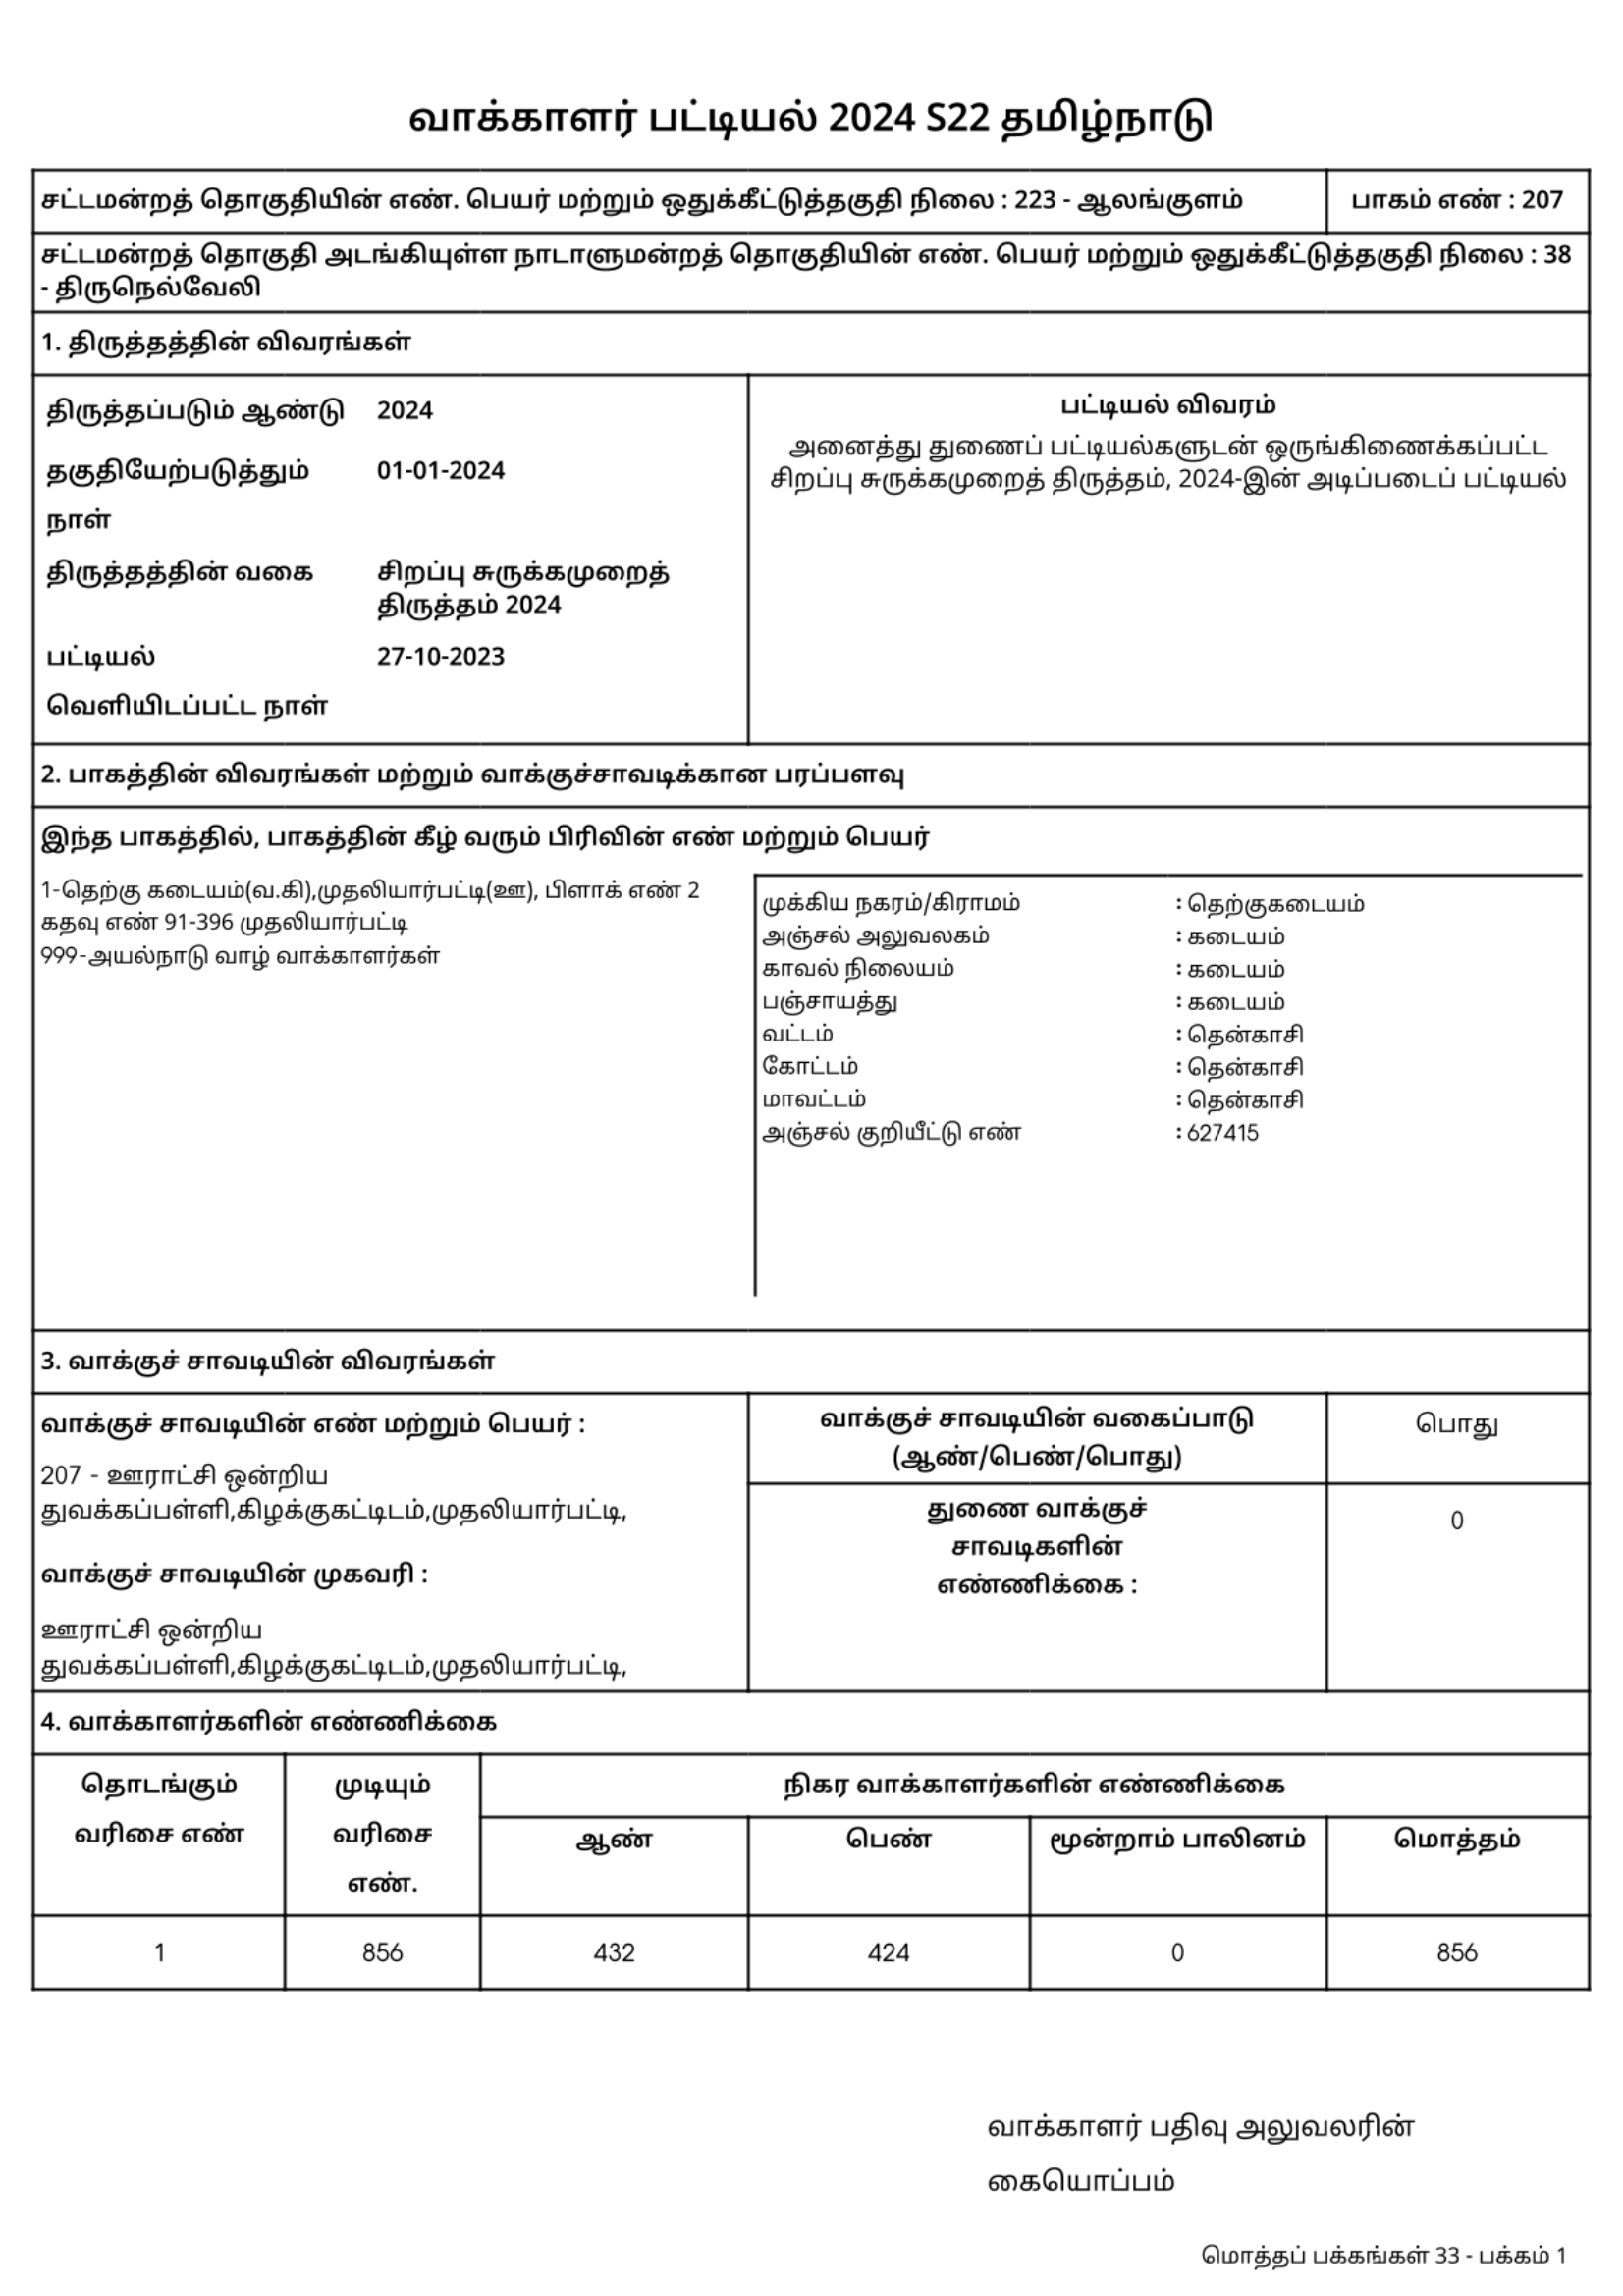 வாக்காளர் பட்டியல் 2024 S22 தமிழ்நாடு
சட்டமன்றத் தொகுதியின் எண். பெயர் மற்றும் ஒதுக்கீட்டுத்தகுதி நிலை : 223 - ஆலங்குளம்
பாகம் எண் : 207
சட்டமன்றத் தொகுதி அடங்கியுள்ள நாடாளுமன்றத் தொகுதியின் எண். பெயர் மற்றும் ஒதுக்கீட்டுத்தகுதி நிலை : 38
- திருநெல்வேலி
1. திருத்தத்தின் விவரங்கள்
திருத்தப்படும் ஆண்டு 2024
தகுதியேற்படுத்தும் 01-01-2024
நாள்
திருத்தத்தின் வகை சிறப்பு சுருக்கமுறைத்
திருத்தம் 2024
பட்டியல் 27-10-2023
வெளியிடப்பட்ட நாள்
பட்டியல் விவரம்
அனைத்து துணைப் பட்டியல்களுடன் ஒருங்கிணைக்கப்பட்ட
சிறப்பு சுருக்கமுறைத் திருத்தம், 2024-இன் அடிப்படைப் பட்டியல்
2. பாகத்தின் விவரங்கள் மற்றும் வாக்குச்சாவடிக்கான பரப்பளவு
இந்த பாகத்தில், பாகத்தின் கீழ் வரும் பிரிவின் எண் மற்றும் பெயர்
1-தெற்கு கடையம்(வ.கி),முதலியார்பட்டி(ஊ), பிளாக் எண் 2
கதவு எண் 91-396 முதலியார்பட்டி
999-அயல்நாடு வாழ் வாக்காளர்கள்
முக்கிய நகரம்/கிராமம் : தெற்குகடையம்
அஞ்சல் அலுவலகம் : கடையம்
காவல் நிலையம் : கடையம்
பஞ்சாயத்து : கடையம்
வட்டம் : தென்காசி
கோட்டம் : தென்காசி
மாவட்டம் : தென்காசி
அஞ்சல் குறியீட்டு எண் : 627415
3. வாக்குச் சாவடியின் விவரங்கள்
வாக்குச் சாவடியின் எண் மற்றும் பெயர் :
207 - ஊராட்சி ஒன்றிய
துவக்கப்பள்ளி,கிழக்குகட்டிடம்,முதலியார்பட்டி,
வாக்குச் சாவடியின் முகவரி :
ஊராட்சி ஒன்றிய
துவக்கப்பள்ளி,கிழக்குகட்டிடம்,முதலியார்பட்டி,
வாக்குச் சாவடியின் வகைப்பாடு
(ஆண்/பெண்/பொது)
பொது
துணை வாக்குச்
சாவடிகளின்
எண்ணிக்கை :
0
4. வாக்காளர்களின் எண்ணிக்கை
தொடங்கும்
வரிசை எண்
முடியும்
வரிசை
எண்.
நிகர வாக்காளர்களின் எண்ணிக்கை
ஆண் பெண் மூன்றாம் பாலினம் மொத்தம்
1 856 432 424 0 856
வாக்காளர் பதிவு அலுவலரின்
கையொப்பம்
மொத்தப் பக்கங்கள் 33 - பக்கம் 1